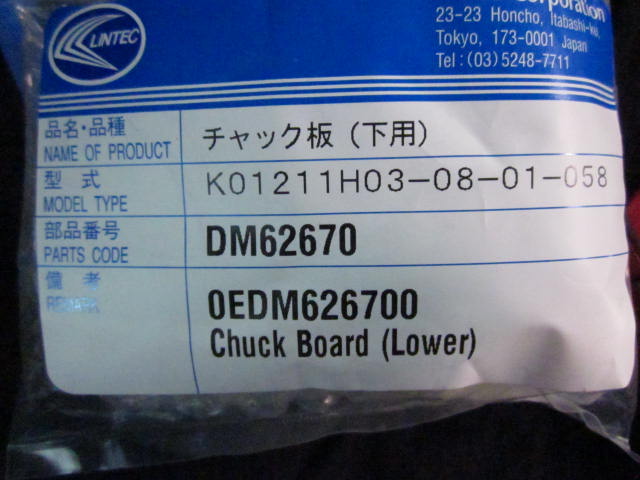 LINTEC
Corporation
23-23 Honcho, Itabashi-ku,
Tokyo, 173-0001 Japan
Tel : (03) 5248-7711
品名・品種
NAME OF PRODUCT
チャック板（下用）
型 式
MODEL TYPE
K01211H03-08-01-058
部品番号
PARTS CODE
DM62670
備 考
REMARK
0EDM626700
Chuck Board (Lower)